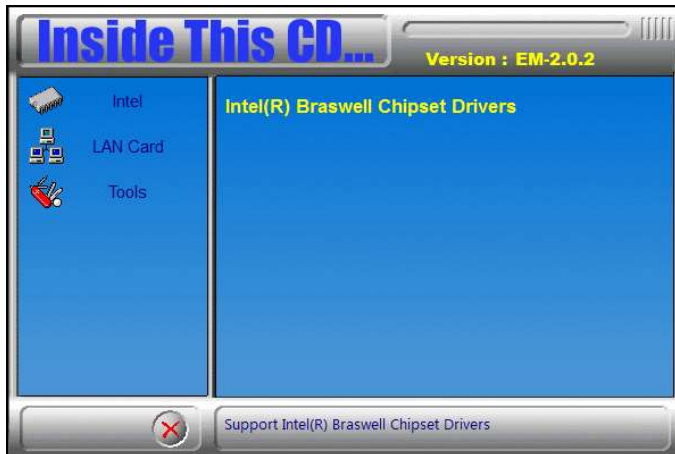 Inside This CD...
Version : EM-2.0.2
Intel
LAN Card
Tools
Intel(R) Braswell Chipset Drivers
Support Intel(R) Braswell Chipset Drivers